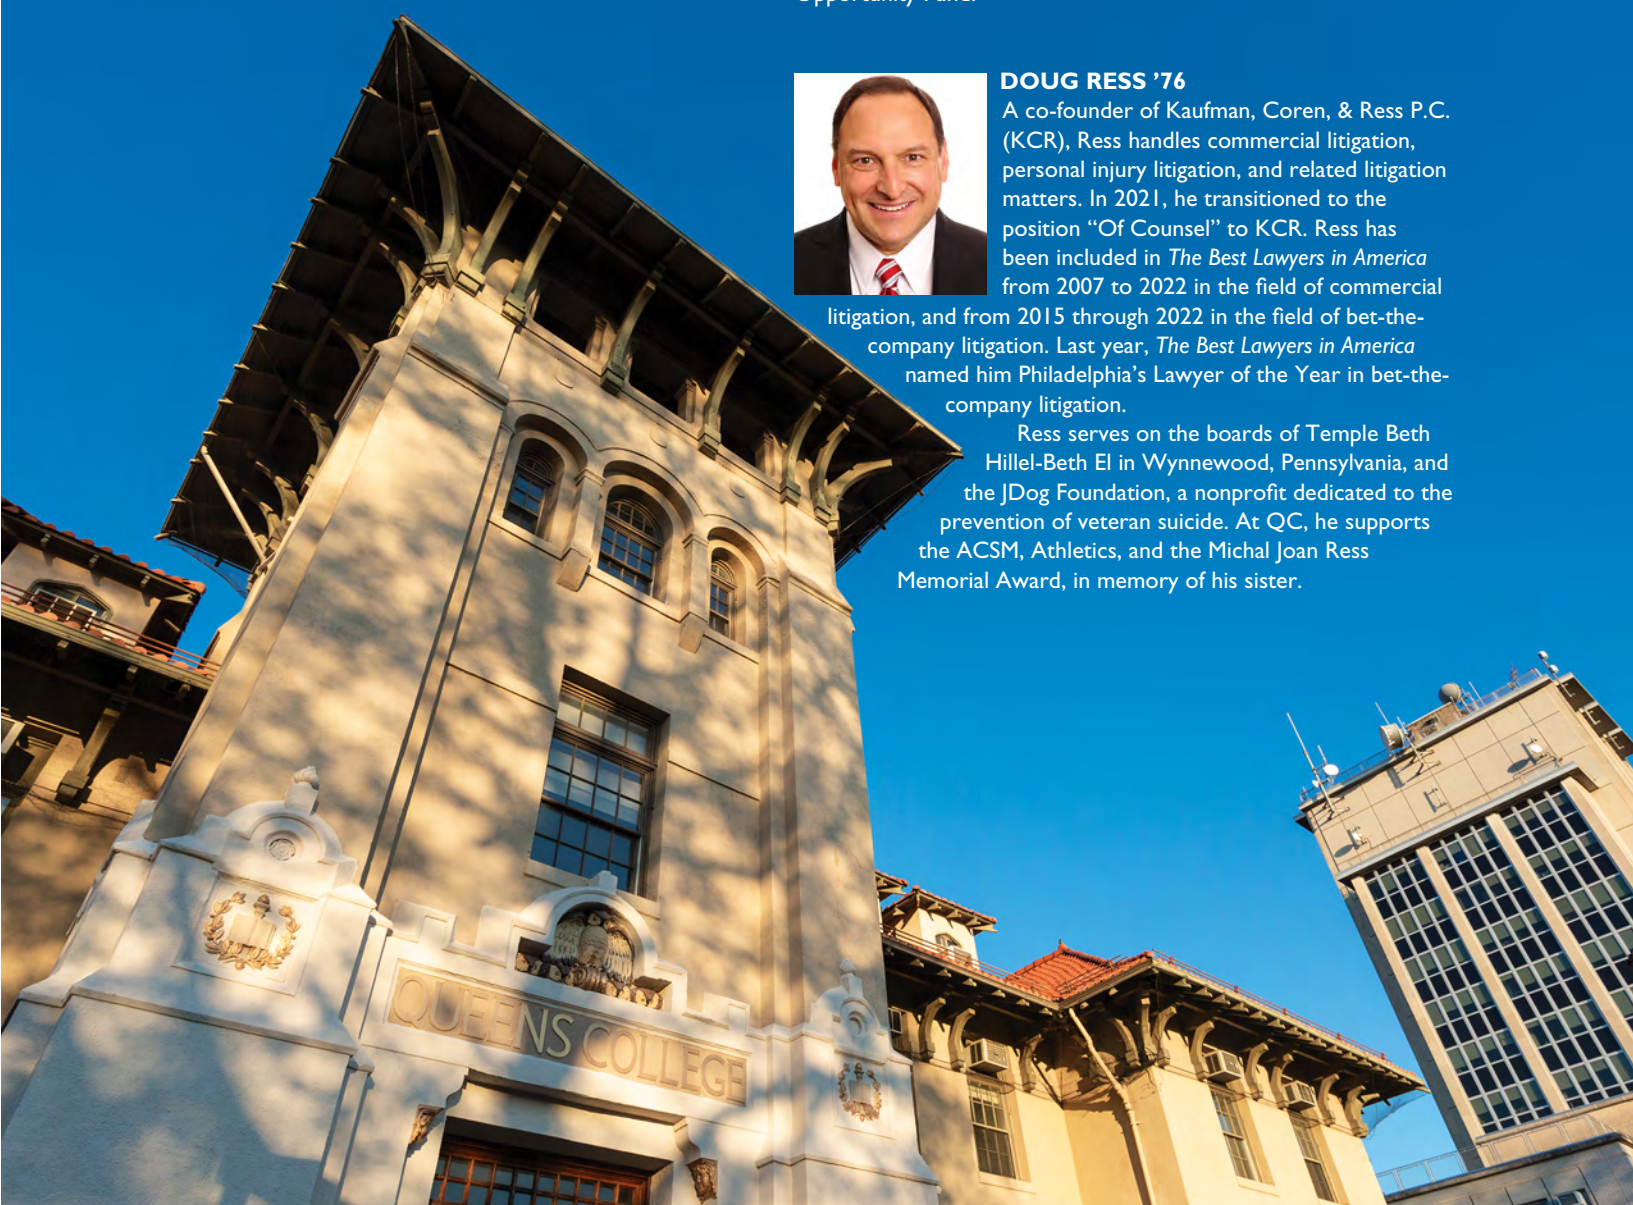 Opportunity Fund.
DOUG RESS ’76
A co-founder of Kaufman, Coren, & Ress P.C.
(KCR), Ress handles commercial litigation,
personal injury litigation, and related litigation
matters. In 2021, he transitioned to the
position “Of Counsel” to KCR. Ress has
been included in The Best Lawyers in America
from 2007 to 2022 in the field of commercial
litigation, and from 2015 through 2022 in the field of bet-the-
company litigation. Last year, The Best Lawyers in America
named him Philadelphia’s Lawyer of the Year in bet-the-
company litigation.
Ress serves on the boards of Temple Beth
Hillel-Beth El in Wynnewood, Pennsylvania, and
the JDog Foundation, a nonprofit dedicated to the
prevention of veteran suicide. At QC, he supports
the ACSM, Athletics, and the Michal Joan Ress
Memorial Award, in memory of his sister.
QUEENS COLLEGE